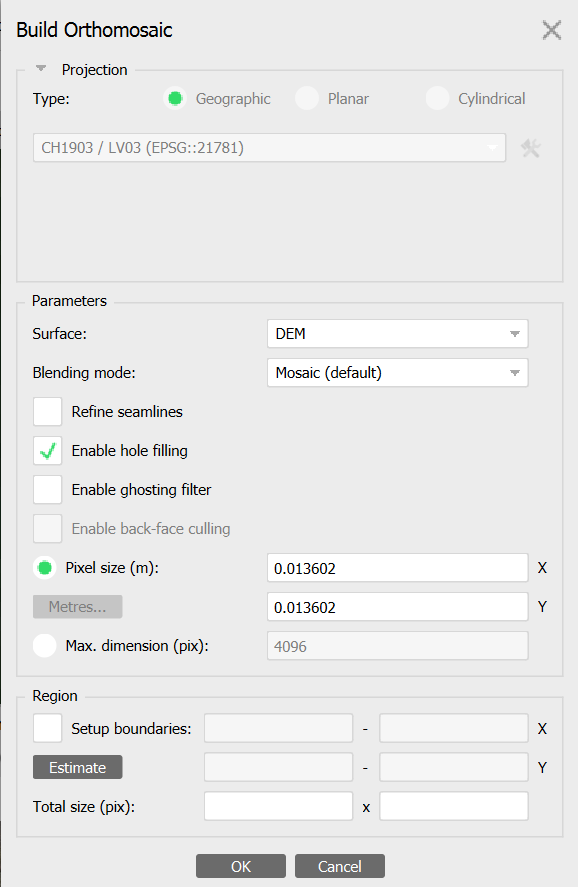 Build Orthomosaic
Projection
Type: Geographic Planar Cylindrical
CH1903 / LV03 (EPSG::21781)
Parameters
Surface: DEM
Blending mode: Mosaic (default)
Refine seamlines
Enable hole filling
Enable ghosting filter
Enable back-face culling
Pixel size (m): 0.013602 X
Metres... 0.013602 Y
Max. dimension (pix): 4096
Region
Setup boundaries: - X
Estimate - Y
Total size (pix): x
OK Cancel